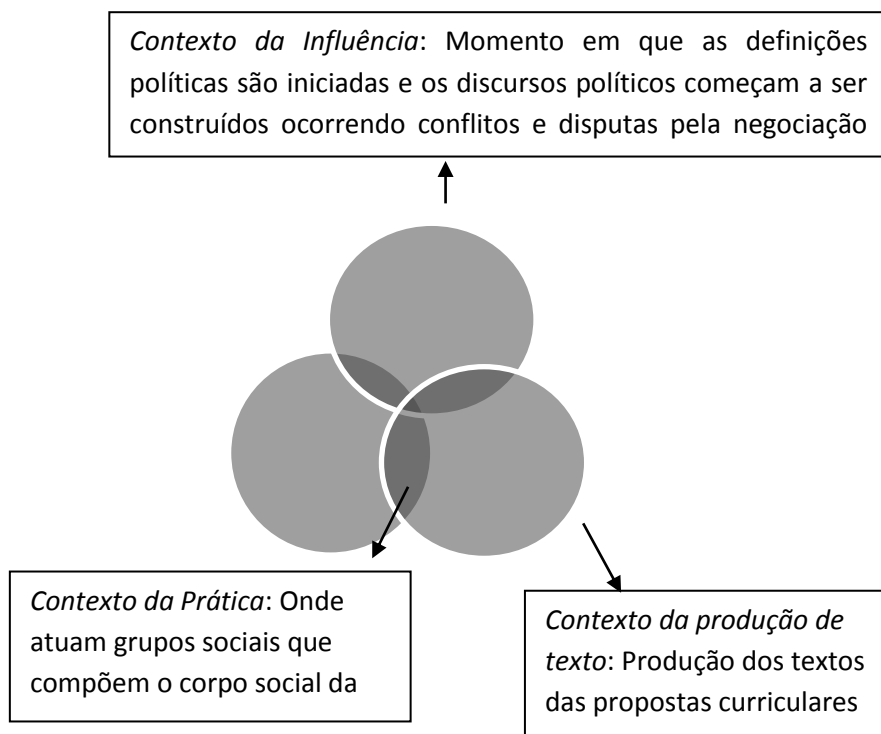 Contexto da Influência: Momento em que as definições
políticas são iniciadas e os discursos políticos começam a ser
construídos ocorrendo conflitos e disputas pela negociação
Contexto da Prática: Onde
atuam grupos sociais que
compõem o corpo social da
Contexto da produção de
texto: Produção dos textos
das propostas curriculares